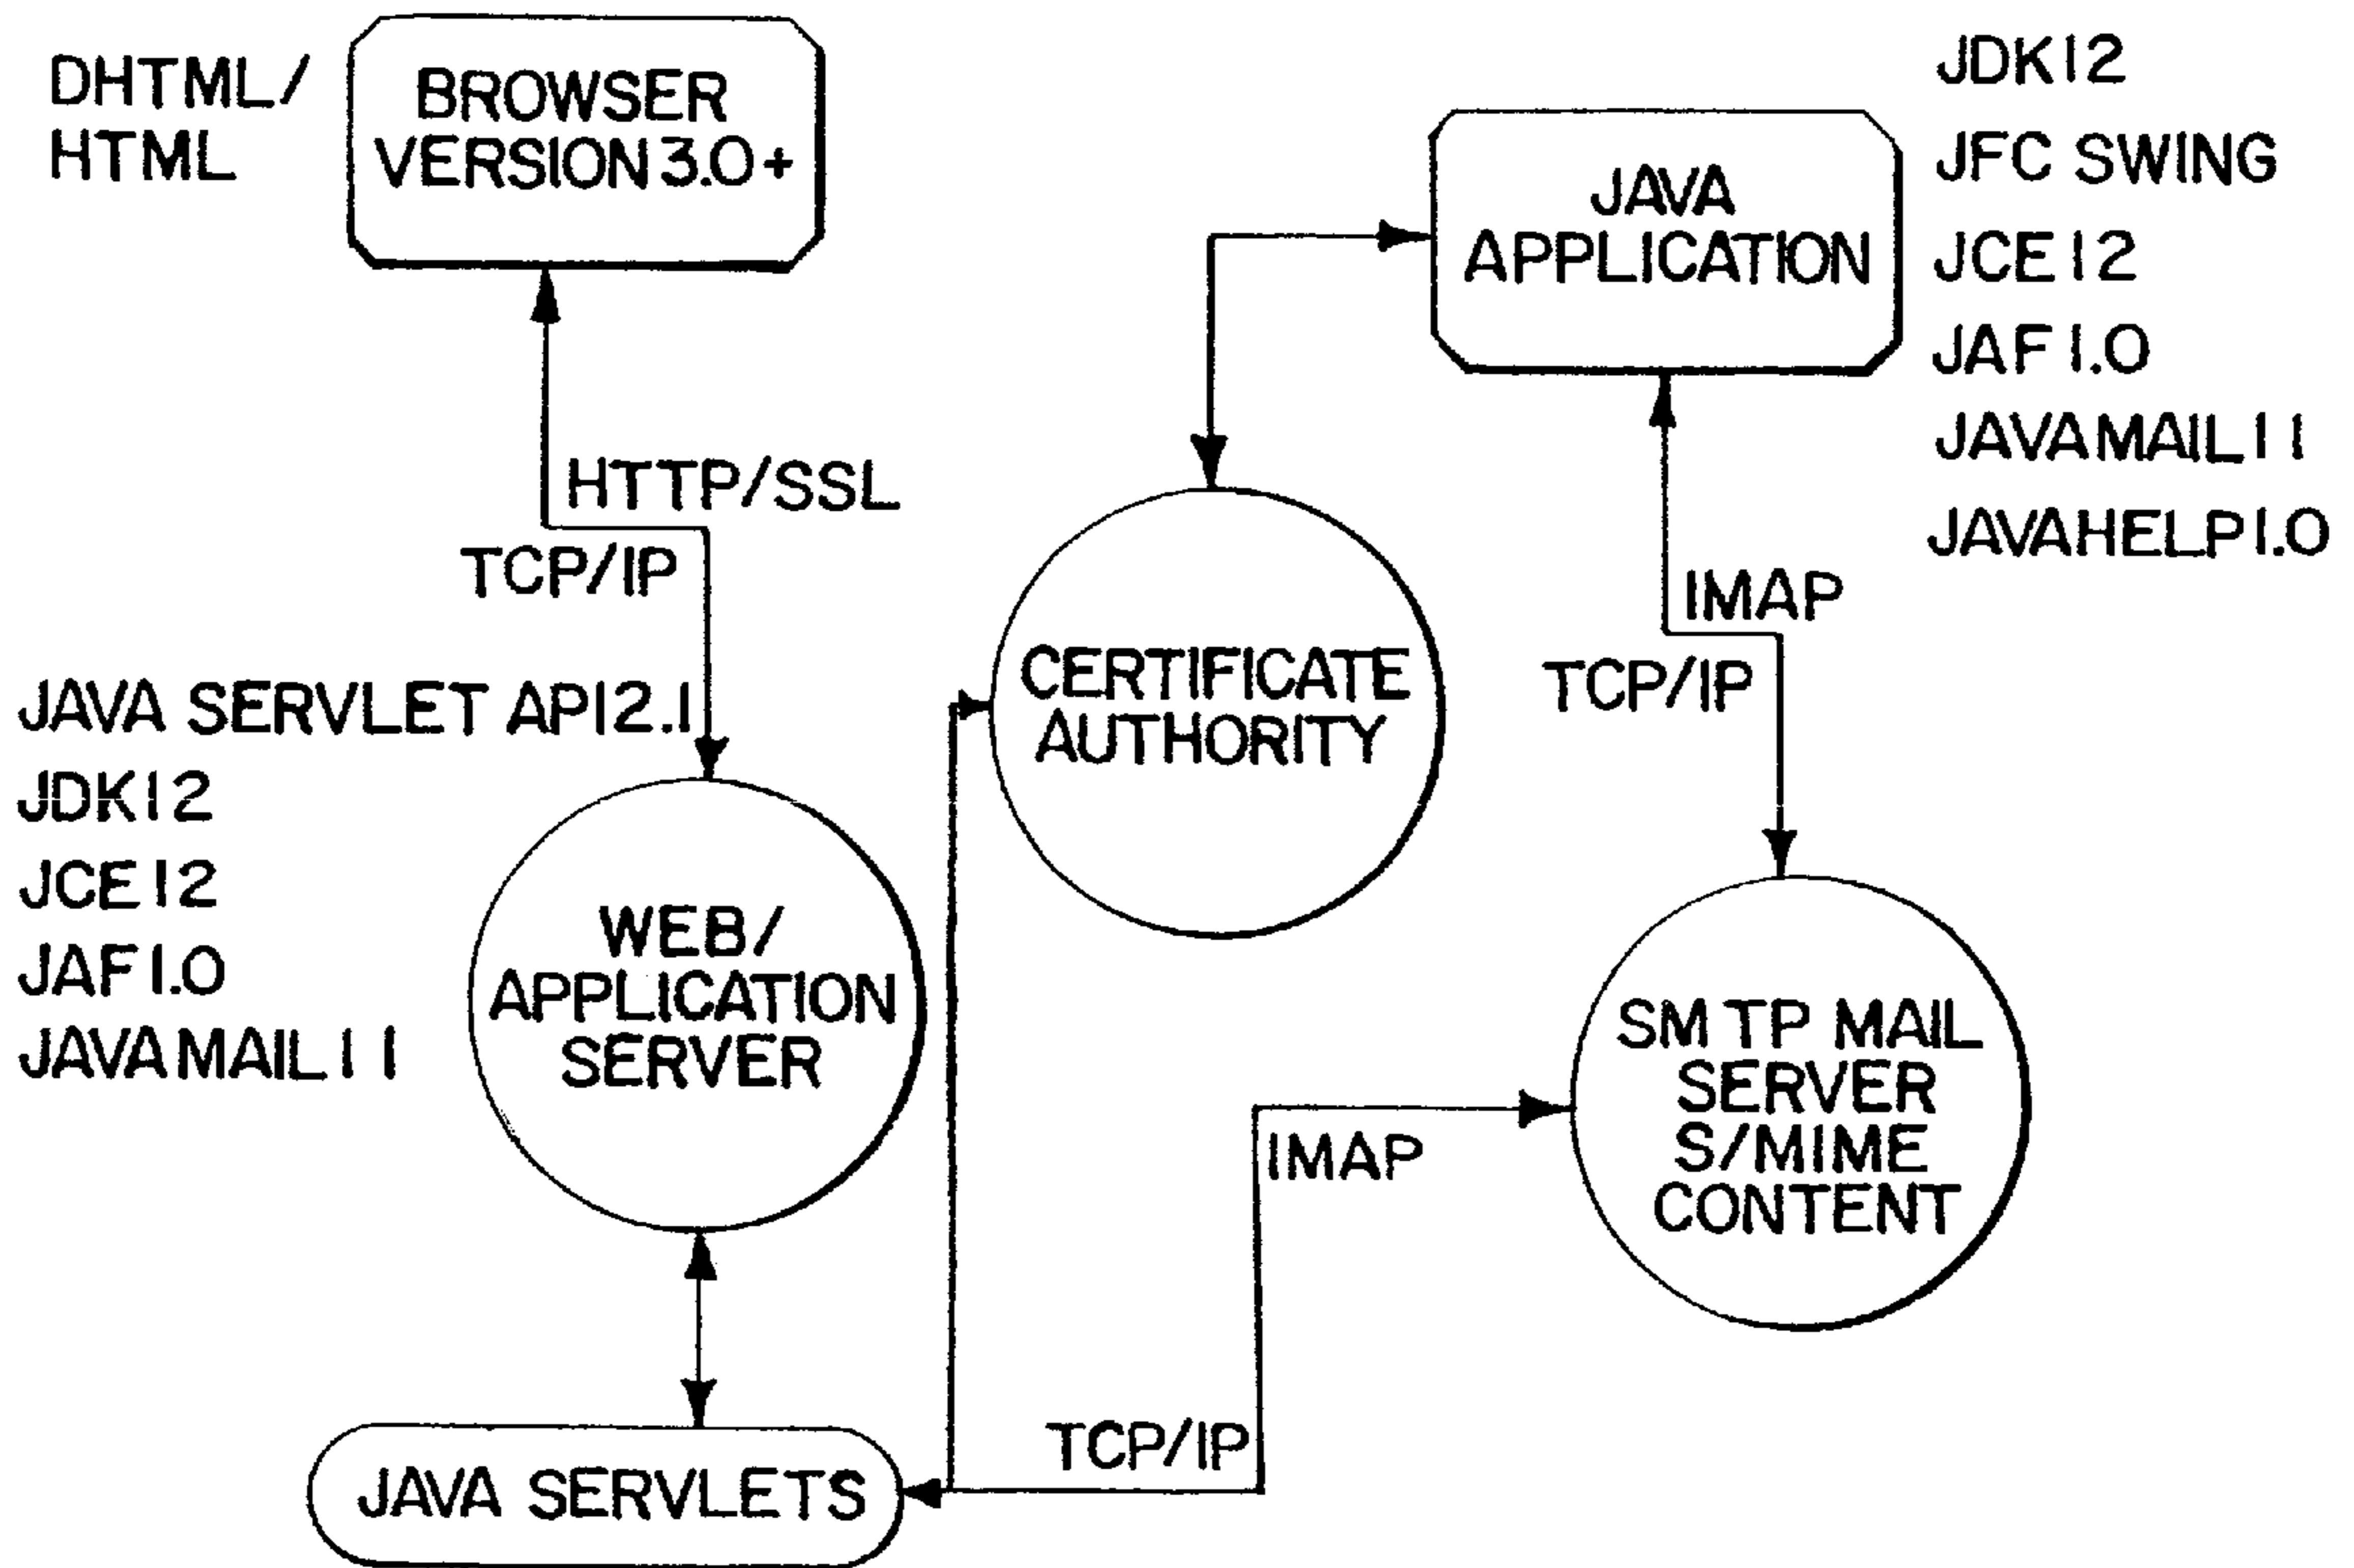 DHTML/
HTML
BROWSER
VERSION 3.0+
JAVA
APPLICATION
JDK12
JFC SWING
JCE12
JAF 1.0
JAVAMAIL11
JAVAHELP1.0
HTTP/SSL
TCP/IP
IMAP
TCP/IP
CERTIFICATE
AUTHORITY
JAVA SERVLET API2.1
JDK12
JCE12
JAF1.0
JAVAMAIL11
WEB/
APPLICATION
SERVER
SMTP MAIL
SERVER
S/MIME
CONTENT
IMAP
TCP/IP
JAVA SERVLETS